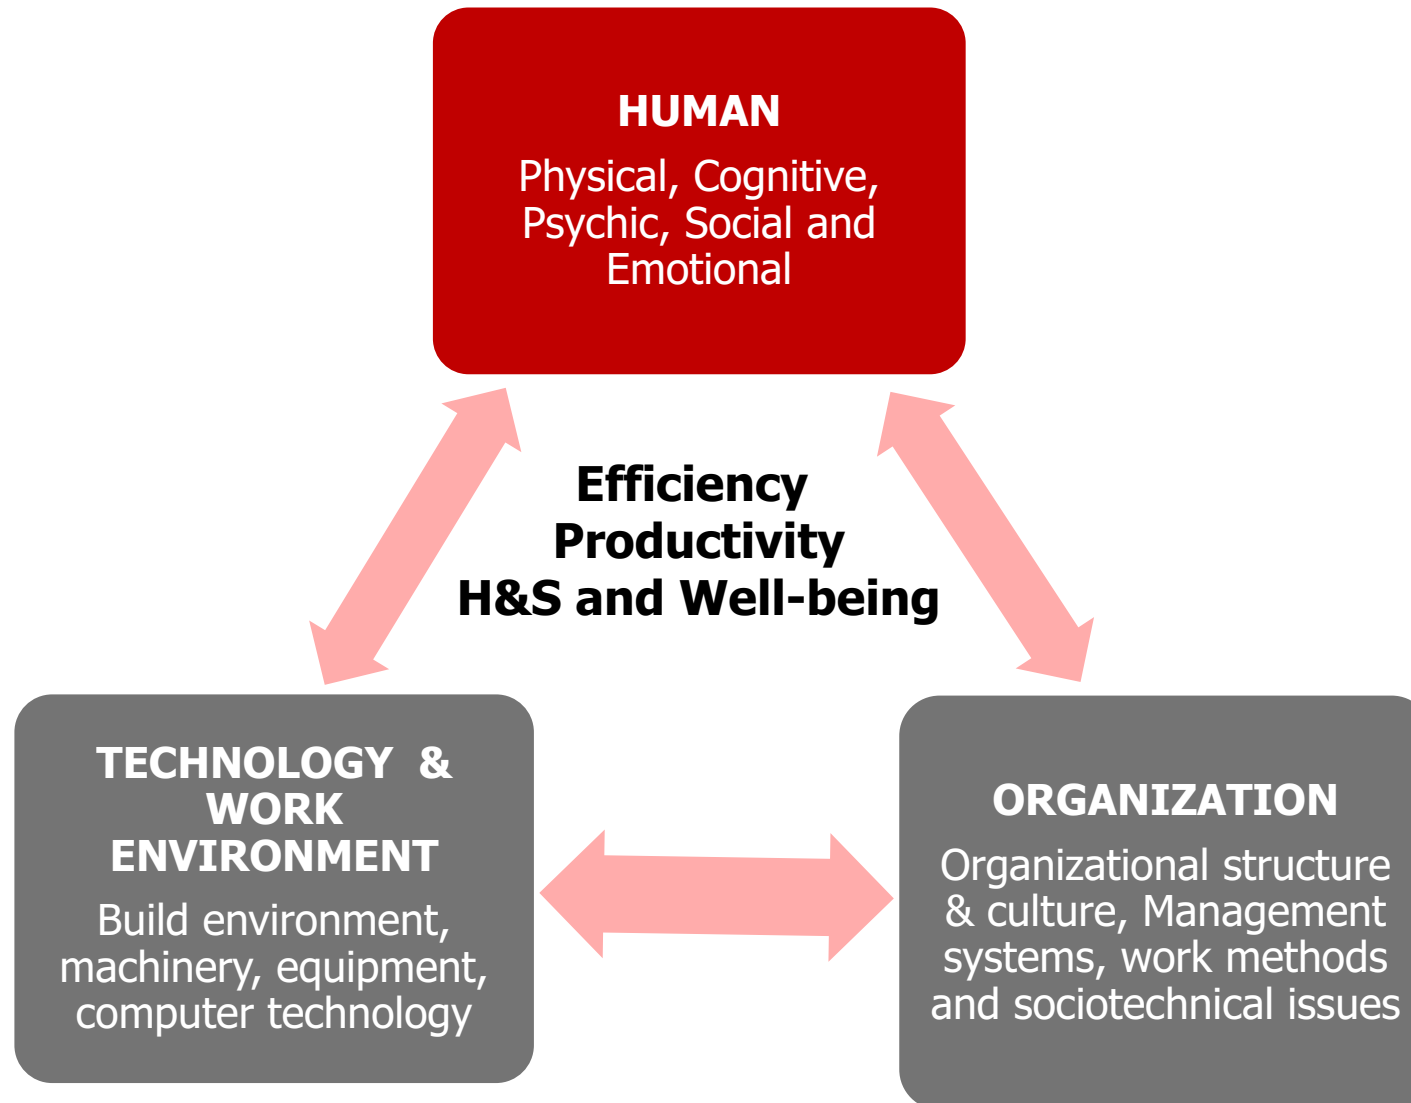 HUMAN
Physical, Cognitive,
Psychic, Social and
Emotional
Efficiency
Productivity
H&S and Well-being
TECHNOLOGY &
WORK
ENVIRONMENT
Build environment,
machinery, equipment,
computer technology
ORGANIZATION
Organizational structure
& culture, Management
systems, work methods
and sociotechnical issues